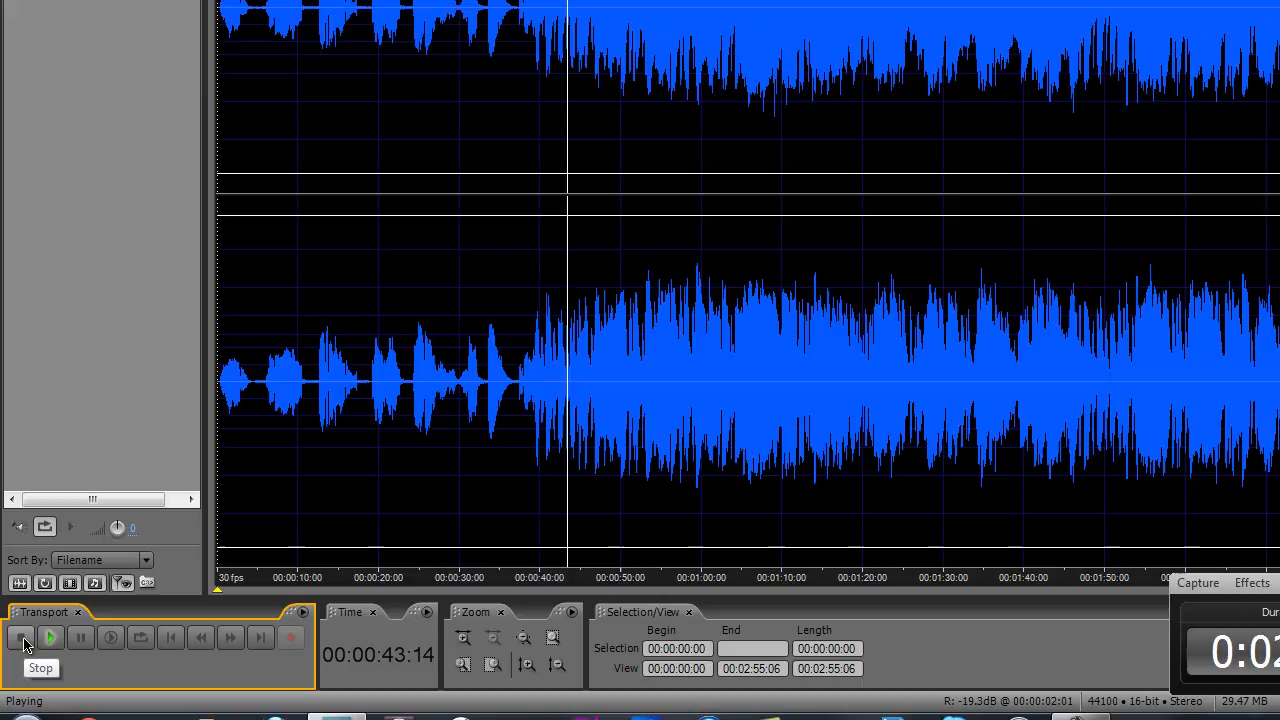 0
Sort By: Filename
30 fps 00:00:10:00 00:00:20:00 00:00:30:00 00:00:40:00 00:00:50:00 00:01:00:00 00:01:10:00 00:01:20:00 00:01:30:00 00:01:40:00 00:01:50:00
Capture Effects
Transport
Stop
Time
00:00:43:14
Zoom
Selection/View
Begin End Length
Selection 00:00:00:00 00:00:00:00
View 00:00:00:00 00:02:55:06 00:02:55:06
Dur
0:02
Playing
R: -19.3dB @ 00:00:02:01 44100 • 16-bit • Stereo 29.47 MB